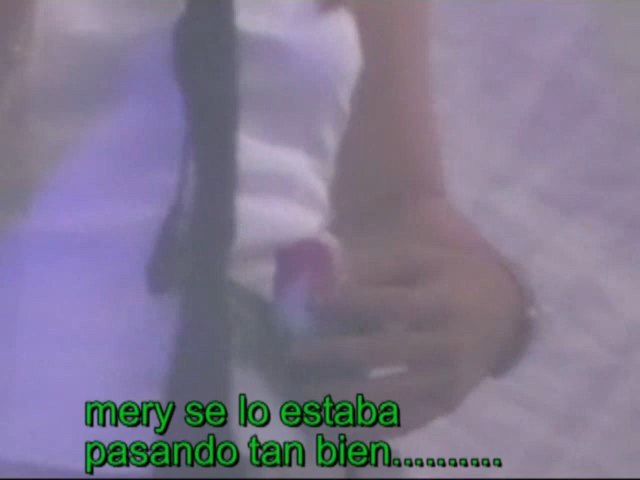 mery se lo estaba
pasando tan bien..........